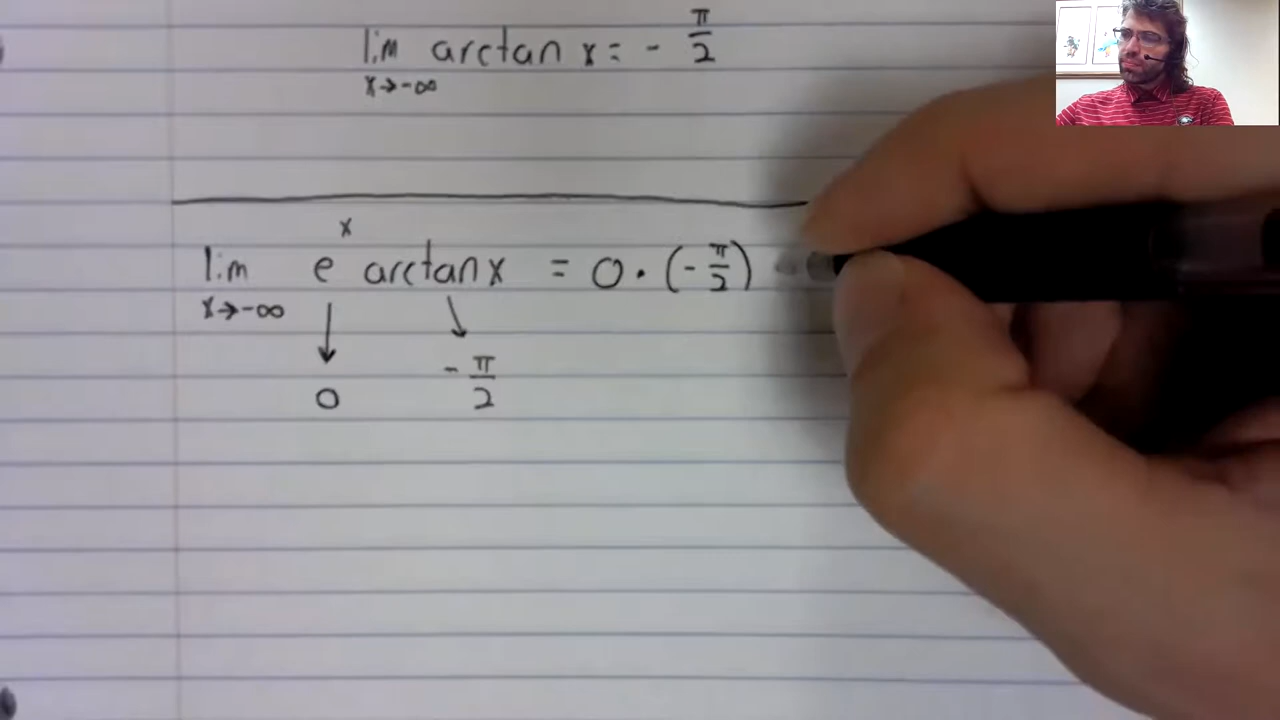 lim arctan x = - π/2
x→-∞
lim e^x arctan x = 0 · (- π/2)
x→-∞
0 - π/2